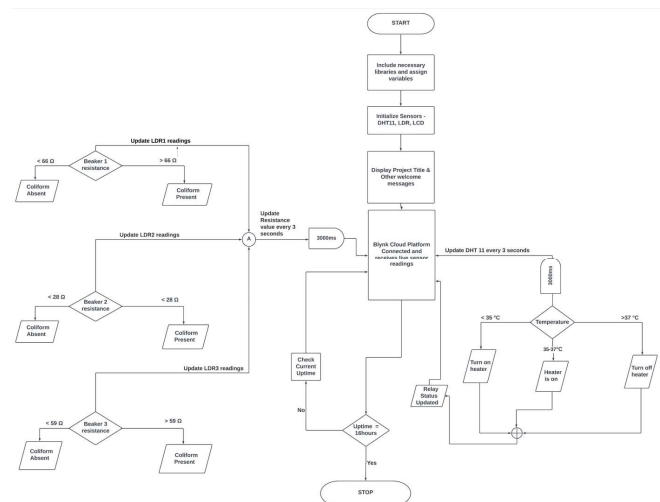 START
Include necessary
libraries and assign
variables
Initialize Sensors -
DHT11, LDR, LCD
Display Project Title &
Other welcome
messages
Blynk Cloud Platform
Connected and
receives live sensor
readings
Update LDR1 readings
< 66 Ω
Beaker 1
resistance
> 66 Ω
Coliform
Absent
Coliform
Present
Update LDR2 readings
< 28 Ω
Beaker 2
resistance
< 28 Ω
Coliform
Absent
Coliform
Present
Update LDR3 readings
< 59 Ω
Beaker 3
resistance
> 59 Ω
Coliform
Absent
Coliform
Present
A
Update
Resistance
value every 3
seconds
3000ms
Update DHT 11 every 3 seconds
3000ms
Temperature
< 35 °C
35-37°C
>37 °C
Turn on
heater
Heater
is on
Turn off
heater
Relay
Status
Updated
Check
Current
Uptime
No
Uptime =
16hours
Yes
STOP